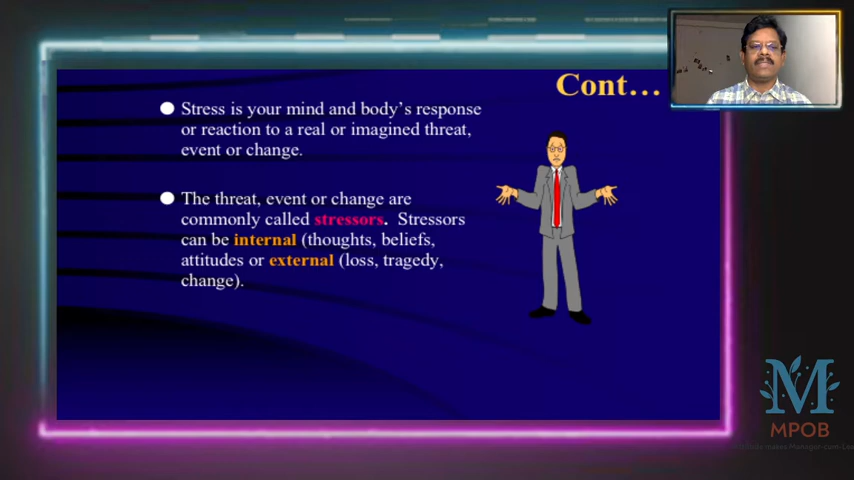 Cont…
Stress is your mind and body's response
or reaction to a real or imagined threat,
event or change.
The threat, event or change are
commonly called stressors. Stressors
can be internal (thoughts, beliefs,
attitudes or external (loss, tragedy,
change).
M
MPOB